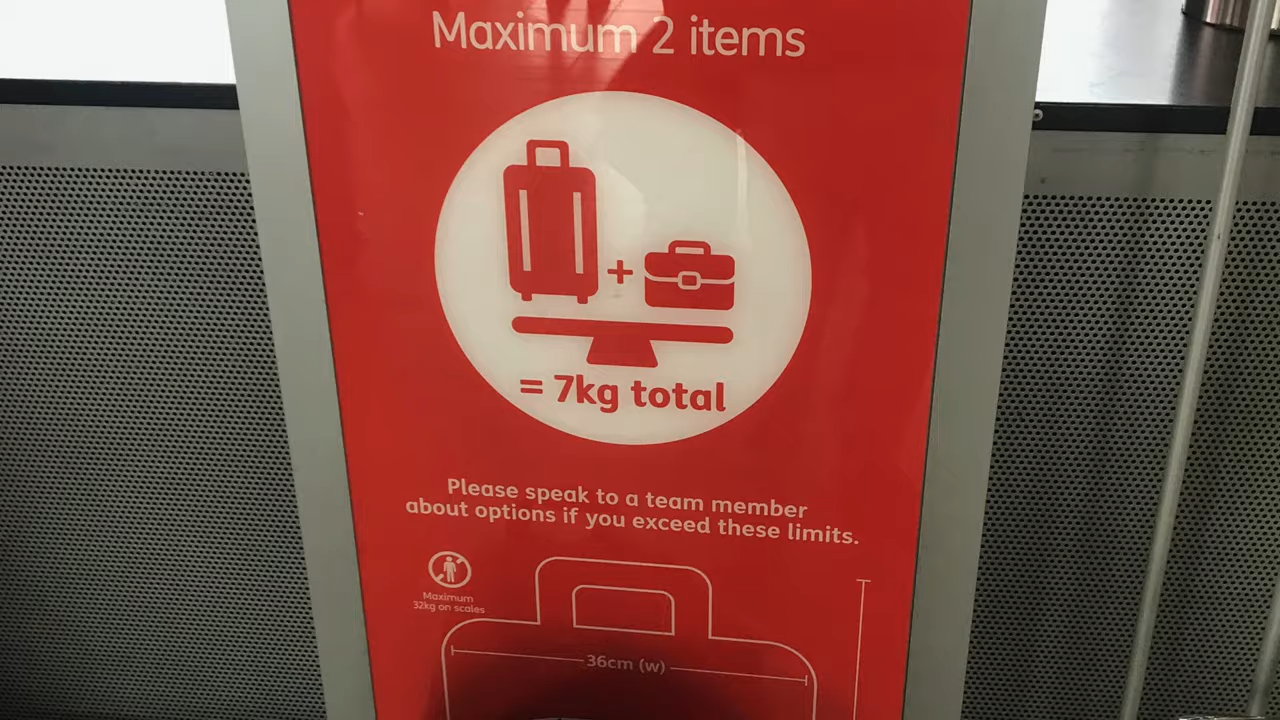 Maximum 2 items
+
= 7kg total
Please speak to a team member
about options if you exceed these limits.
Maximum
32kg on scales
36cm (w)